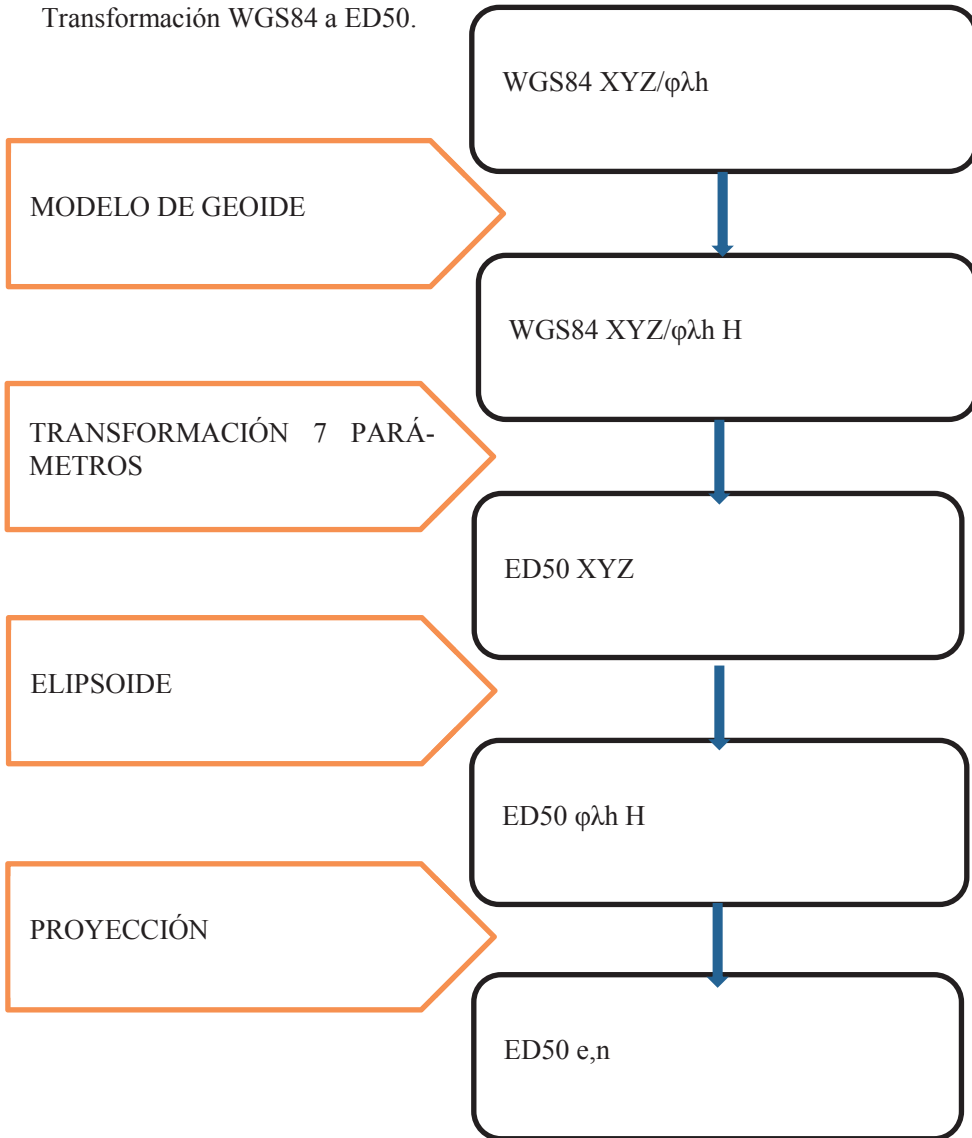 Transformación WGS84 a ED50.
WGS84 XYZ/φλh
MODELO DE GEOIDE
WGS84 XYZ/φλh H
TRANSFORMACIÓN 7 PARÁ-
METROS
ED50 XYZ
ELIPSOIDE
ED50 φλh H
PROYECCIÓN
ED50 e,n